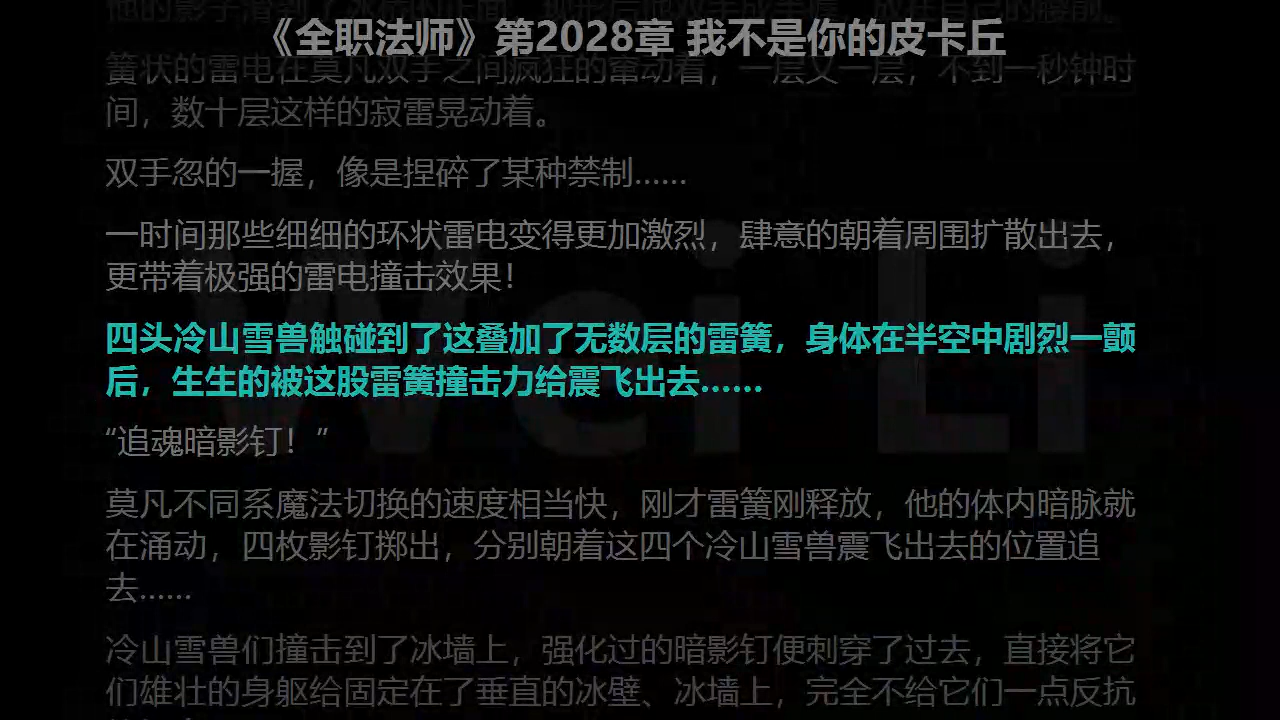 《全职法师》第2028章 我不是你的皮卡丘
簧状的雷电在莫凡双手之间疯狂的窜动着，一层又一层，不到一秒钟时
间，数十层这样的寂雷晃动着。
双手忽的一握，像是捏碎了某种禁制……
一时间那些细细的环状雷电变得更加激烈，肆意的朝着周围扩散出去，
更带着极强的雷电撞击效果！
四头冷山雪兽触碰到了这叠加了无数层的雷簧，身体在半空中剧烈一颤
后，生生的被这股雷簧撞击力给震飞出去……
“追魂暗影钉！”
莫凡不同系魔法切换的速度相当快，刚才雷簧刚释放，他的体内暗脉就
在涌动，四枚影钉掷出，分别朝着这四个冷山雪兽震飞出去的位置追
去……
冷山雪兽们撞击到了冰墙上，强化过的暗影钉便刺穿了过去，直接将它
们雄壮的身躯给固定在了垂直的冰壁、冰墙上，完全不给它们一点反抗
Wei Li